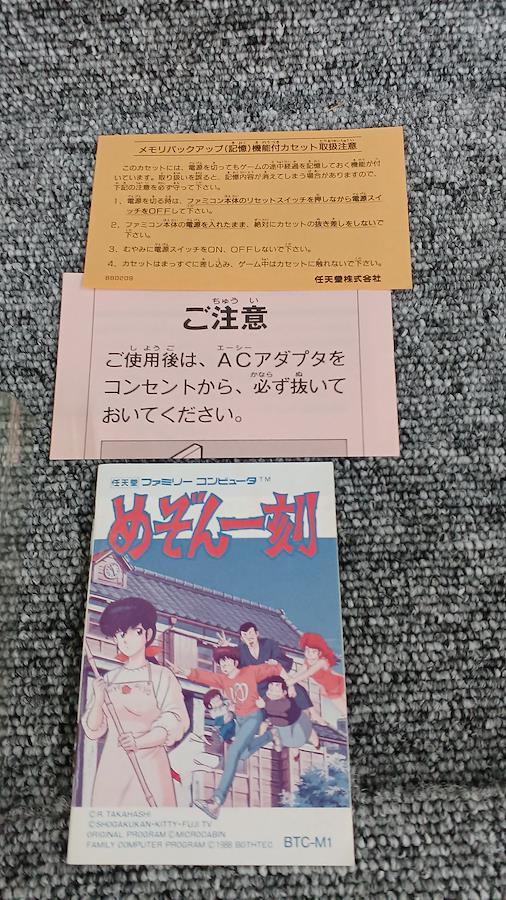 メモリバックアップ(記憶)機能付カセット取扱注意
このカセットには、電源を切ってもゲームの途中経過を記憶しておく機能が付
いています。取り扱いを誤ると、記憶内容が消えてしまう場合がありますので、
下記の注意を必ず守って下さい。
1、電源を切る時は、ファミコン本体のリセットスイッチを押しながら電源スイ
ッチをOFFして下さい。
2、ファミコン本体の電源を入れたまま、絶対にカセットの抜き差しをしないで
下さい。
3、むやみに電源スイッチをON、OFFしないで下さい。
4、カセットはまっすぐに差し込み、ゲーム中はカセットに触れないで下さい。
880209
任天堂株式会社
ちゅう い
ご注意
し よう ご エーシー
ご使用後は、ACアダプタを
かなら ぬ
コンセントから、必ず抜いて
おいてください。
任天堂 ファミリー コンピュータ™
めぞん一刻
©R. TAKAHASHI
©SHOGAKUKAN・KITTY・FUJI TV
ORIGINAL PROGRAM ©MICROCABIN
FAMILY COMPUTER PROGRAM ©1988 BOTHTEC
BTC-M1